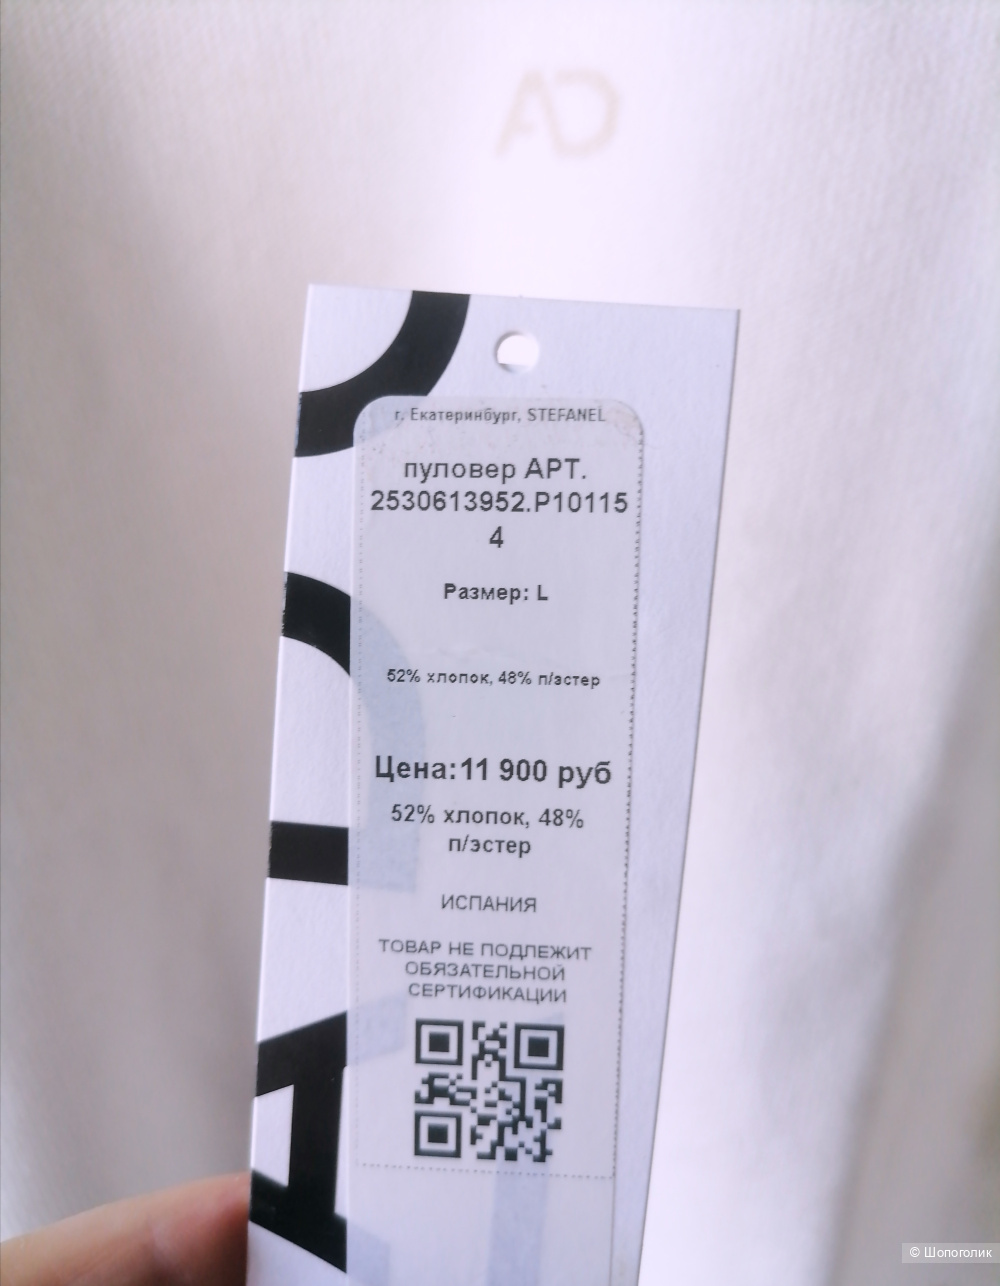 CA
г. Екатеринбург, STEFANEL
пуловер АРТ.
2530613952.P10115
4
Размер: L
52% хлопок, 48% п/эстер
Цена:11 900 руб
52% хлопок, 48%
п/эстер
ИСПАНИЯ
ТОВАР НЕ ПОДЛЕЖИТ
ОБЯЗАТЕЛЬНОЙ
СЕРТИФИКАЦИИ
© Шопоголик